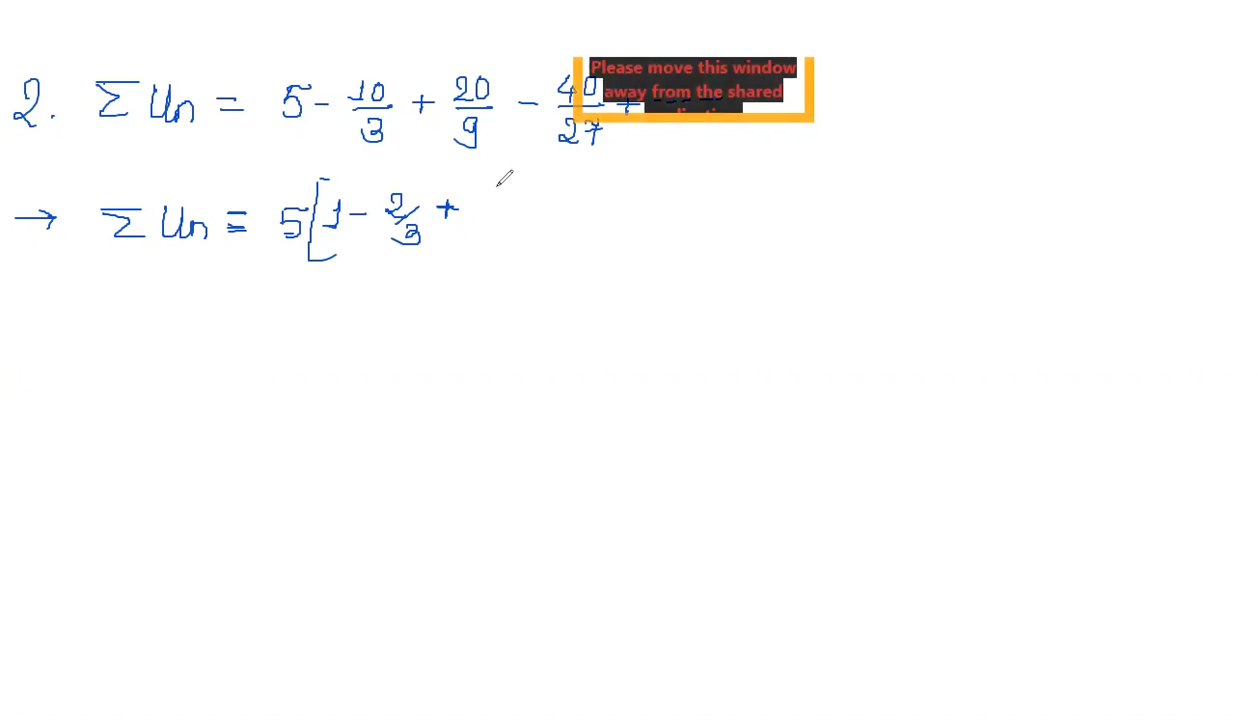 2. Σ Un = 5 - 10/3 + 20/9 - 40/27 +
Please move this window
away from the shared
→ Σ Un = 5[1 - 2/3 +